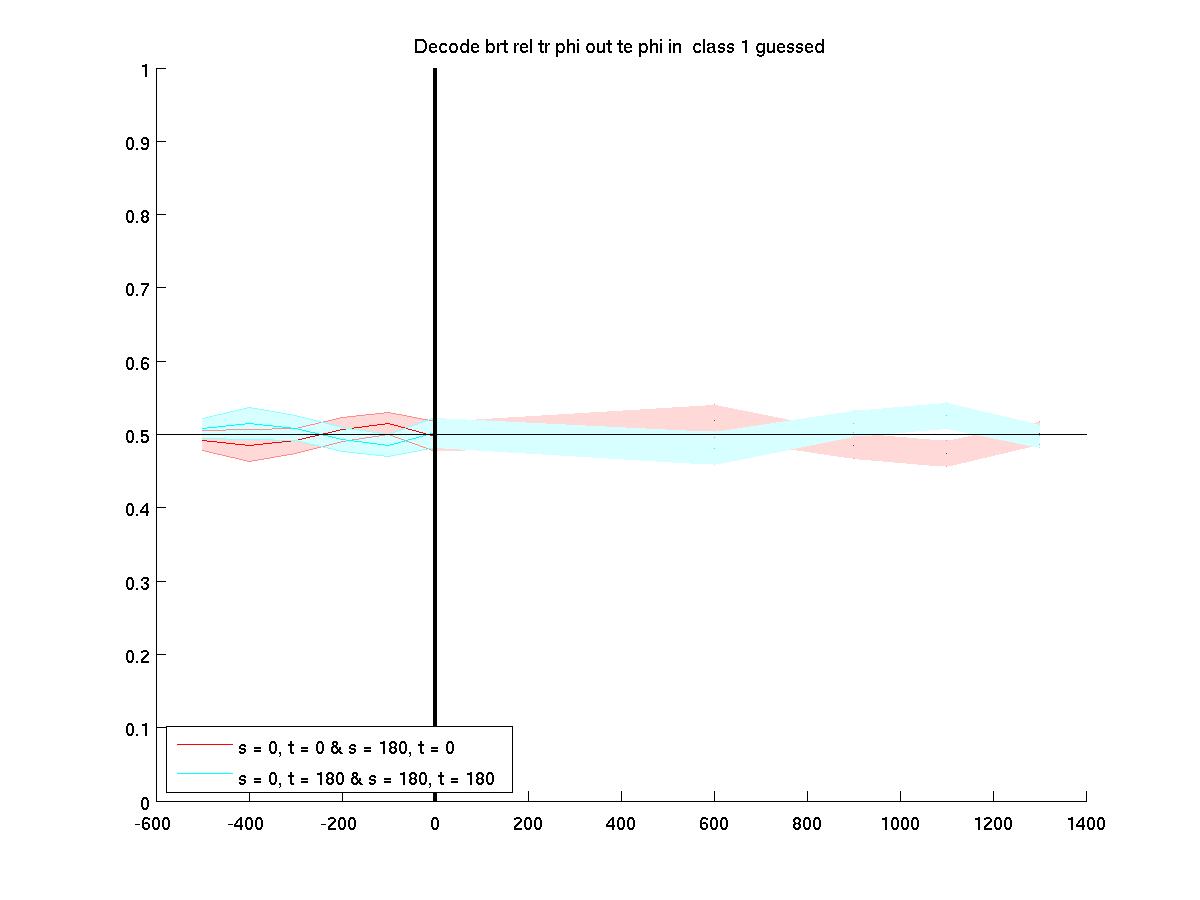 Decode brt rel tr phi out te phi in  class 1 guessed
1
0.9
0.8
0.7
0.6
0.5
0.4
0.3
0.2
0.1
0
s = 0, t = 0 & s = 180, t = 0
s = 0, t = 180 & s = 180, t = 180
-600 -400 -200 0 200 400 600 800 1000 1200 1400